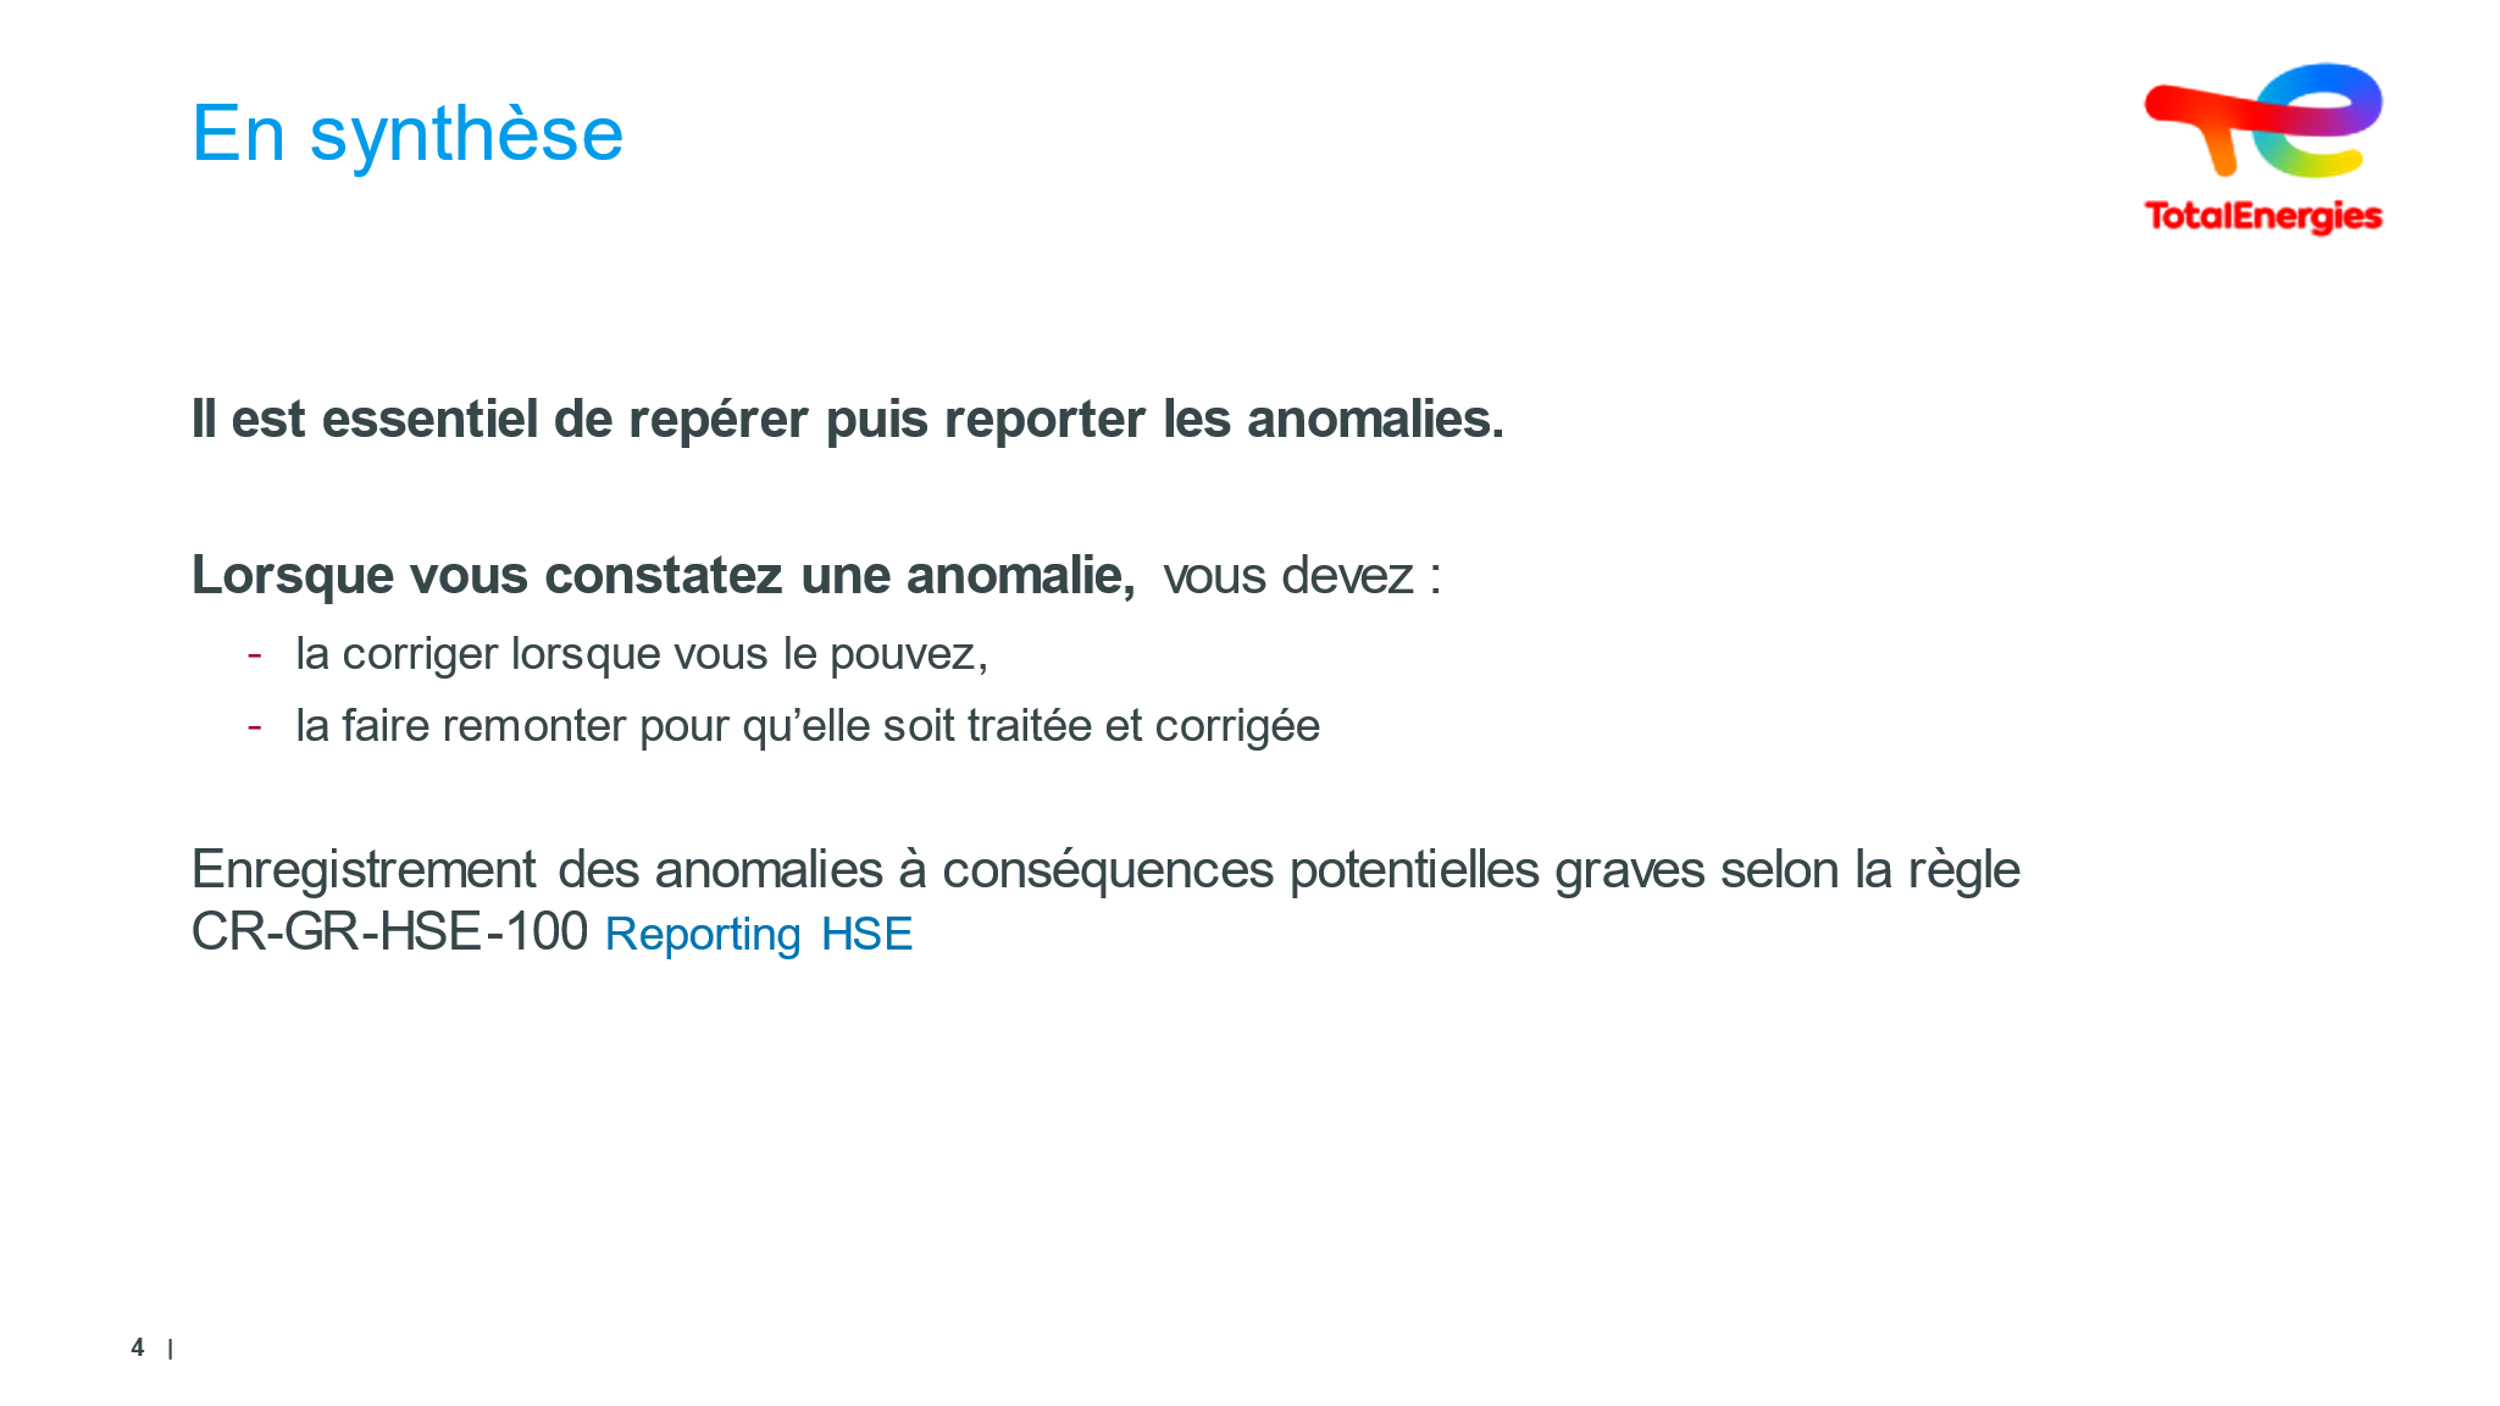 En synthèse
TotalEnergies
Il est essentiel de repérer puis reporter les anomalies.
Lorsque vous constatez une anomalie, vous devez :
- la corriger lorsque vous le pouvez,
- la faire remonter pour qu’elle soit traitée et corrigée
Enregistrement des anomalies à conséquences potentielles graves selon la règle
CR-GR-HSE-100 Reporting HSE
4 |